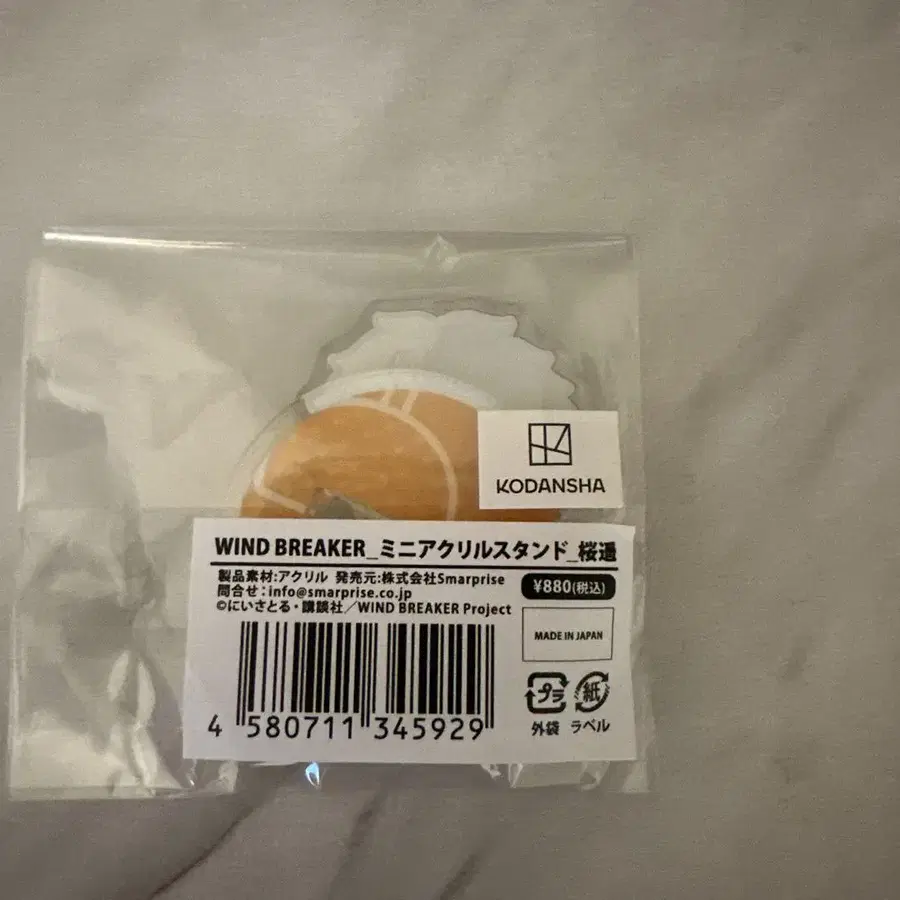 KODANSHA
WIND BREAKER_ミニアクリルスタンド_桜遥
製品素材:アクリル 発売元:株式会社Smarprise
¥880(税込)
問合せ:info@smarprise.co.jp
©にいさとる・講談社/WIND BREAKER Project
MADE IN JAPAN
プラ
紙
外袋 ラベル
4 580711 345929